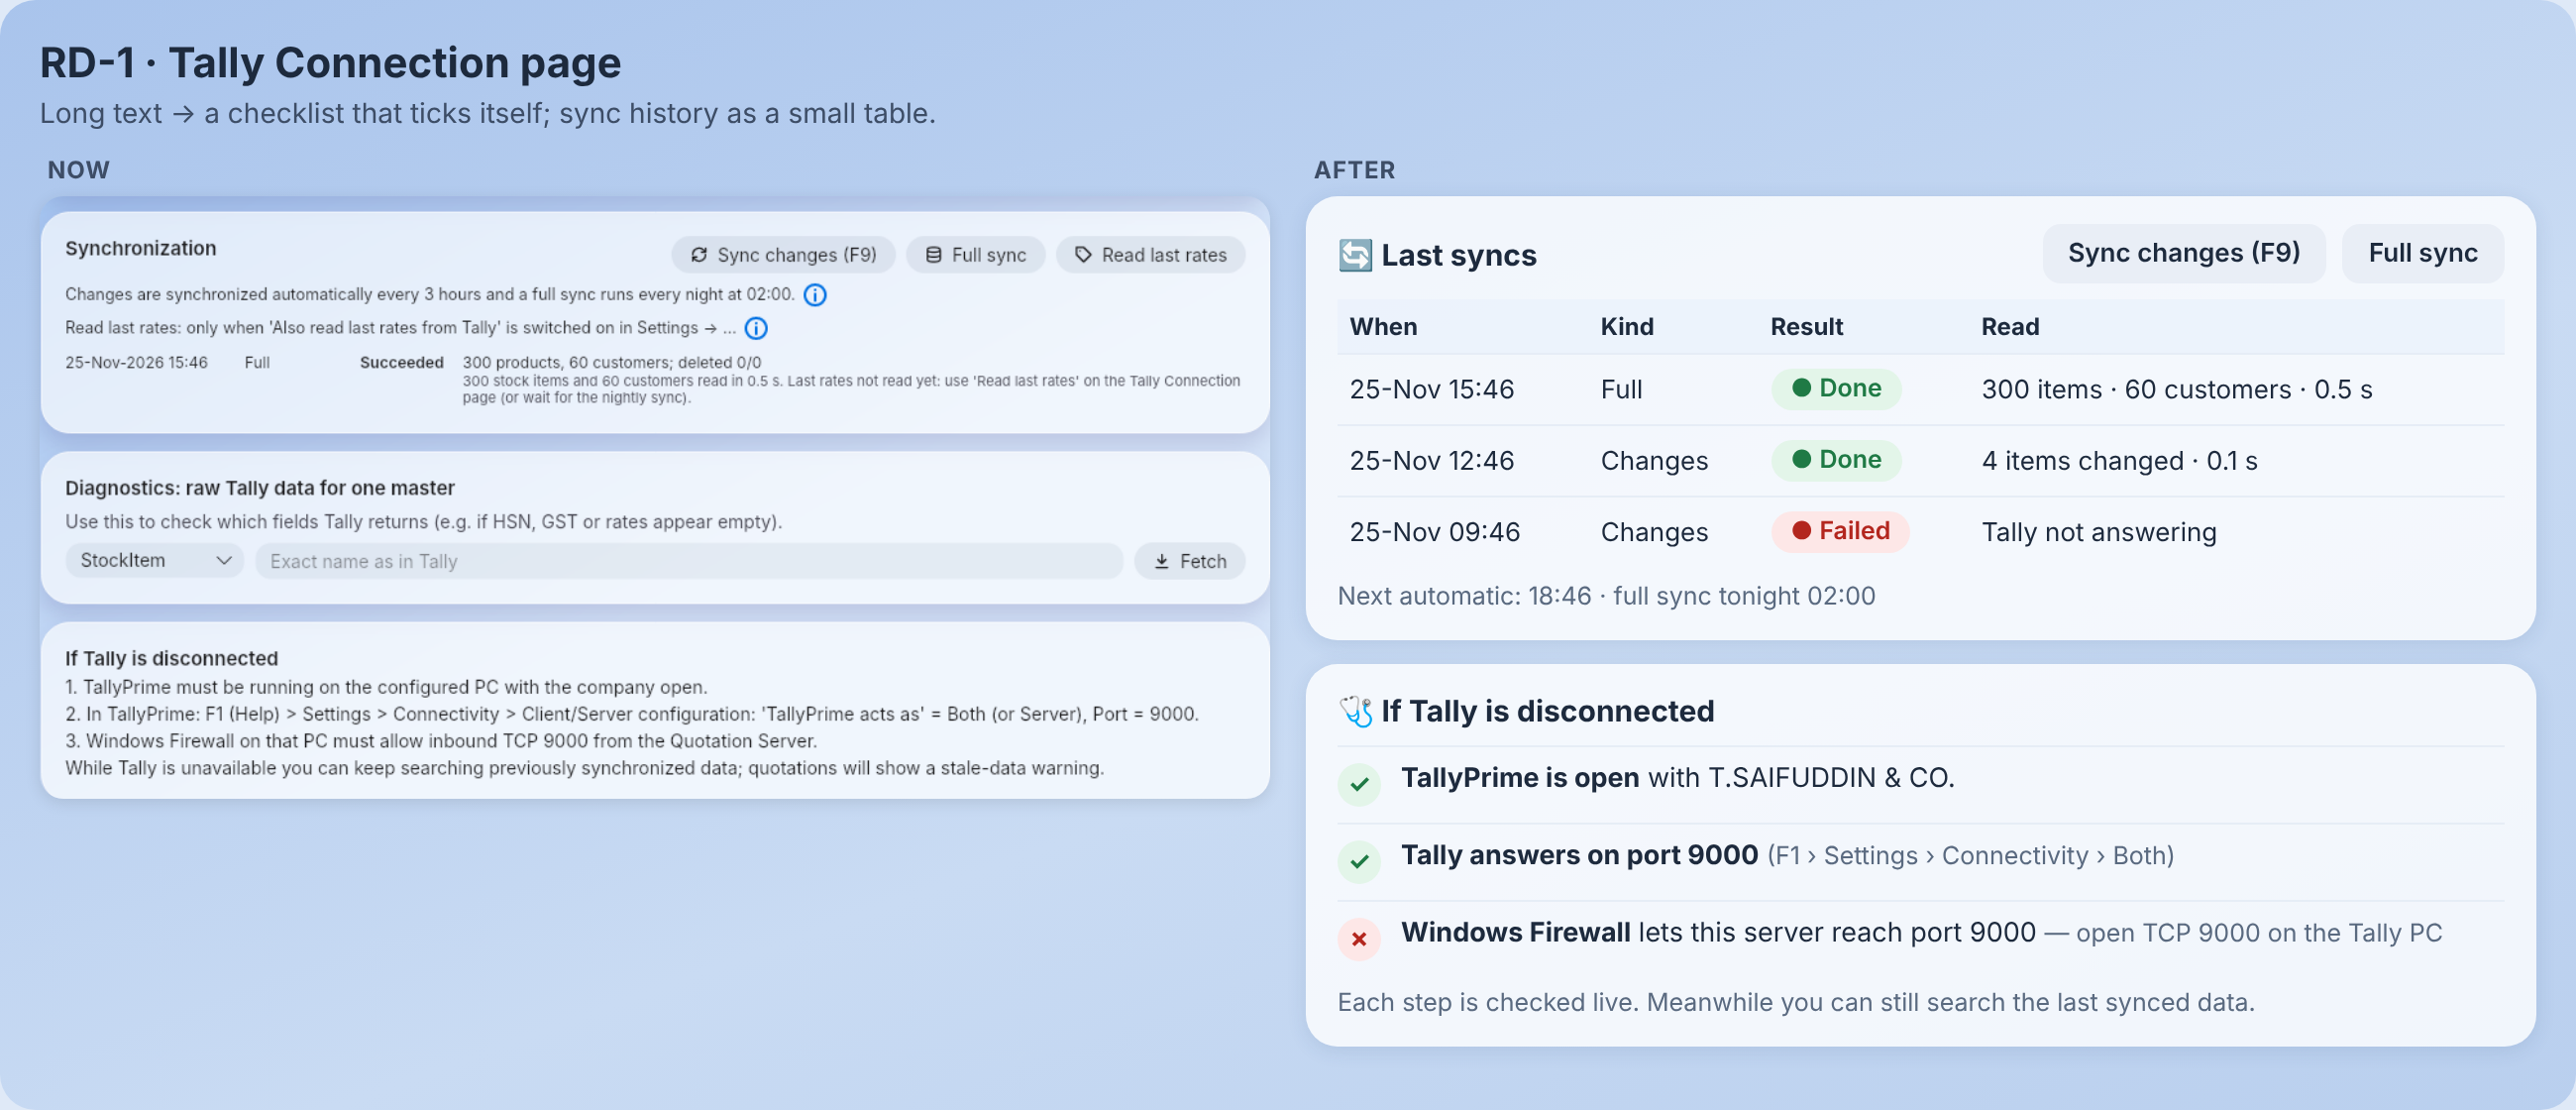 RD-1 · Tally Connection page
Long text → a checklist that ticks itself; sync history as a small table.
NOW
Synchronization
Sync changes (F9)
Full sync
Read last rates
Changes are synchronized automatically every 3 hours and a full sync runs every night at 02:00.
Read last rates: only when 'Also read last rates from Tally' is switched on in Settings → ...
25-Nov-2026 15:46 Full Succeeded 300 products, 60 customers; deleted 0/0
300 stock items and 60 customers read in 0.5 s. Last rates not read yet: use 'Read last rates' on the Tally Connection
page (or wait for the nightly sync).
Diagnostics: raw Tally data for one master
Use this to check which fields Tally returns (e.g. if HSN, GST or rates appear empty).
StockItem
Exact name as in Tally
Fetch
If Tally is disconnected
1. TallyPrime must be running on the configured PC with the company open.
2. In TallyPrime: F1 (Help) > Settings > Connectivity > Client/Server configuration: 'TallyPrime acts as' = Both (or Server), Port = 9000.
3. Windows Firewall on that PC must allow inbound TCP 9000 from the Quotation Server.
While Tally is unavailable you can keep searching previously synchronized data; quotations will show a stale-data warning.
AFTER
Last syncs
Sync changes (F9)
Full sync
When Kind Result Read
25-Nov 15:46 Full Done 300 items · 60 customers · 0.5 s
25-Nov 12:46 Changes Done 4 items changed · 0.1 s
25-Nov 09:46 Changes Failed Tally not answering
Next automatic: 18:46 · full sync tonight 02:00
If Tally is disconnected
TallyPrime is open with T.SAIFUDDIN & CO.
Tally answers on port 9000 (F1 › Settings › Connectivity › Both)
Windows Firewall lets this server reach port 9000 — open TCP 9000 on the Tally PC
Each step is checked live. Meanwhile you can still search the last synced data.